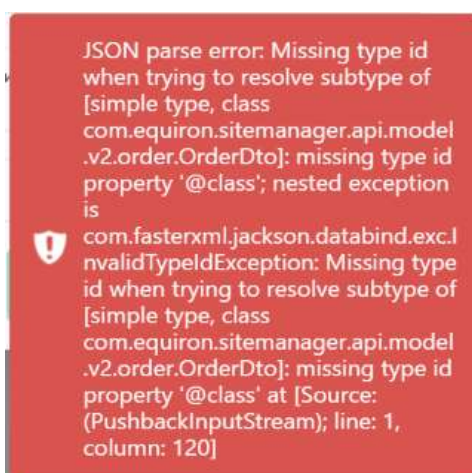 JSON parse error: Missing type id
when trying to resolve subtype of
[simple type, class
com.equiron.sitemanager.api.model
.v2.order.OrderDto]: missing type id
property '@class'; nested exception
is
com.fasterxml.jackson.databind.exc.I
nvalidTypeIdException: Missing type
id when trying to resolve subtype of
[simple type, class
com.equiron.sitemanager.api.model
.v2.order.OrderDto]: missing type id
property '@class' at [Source:
(PushbackInputStream); line: 1,
column: 120]